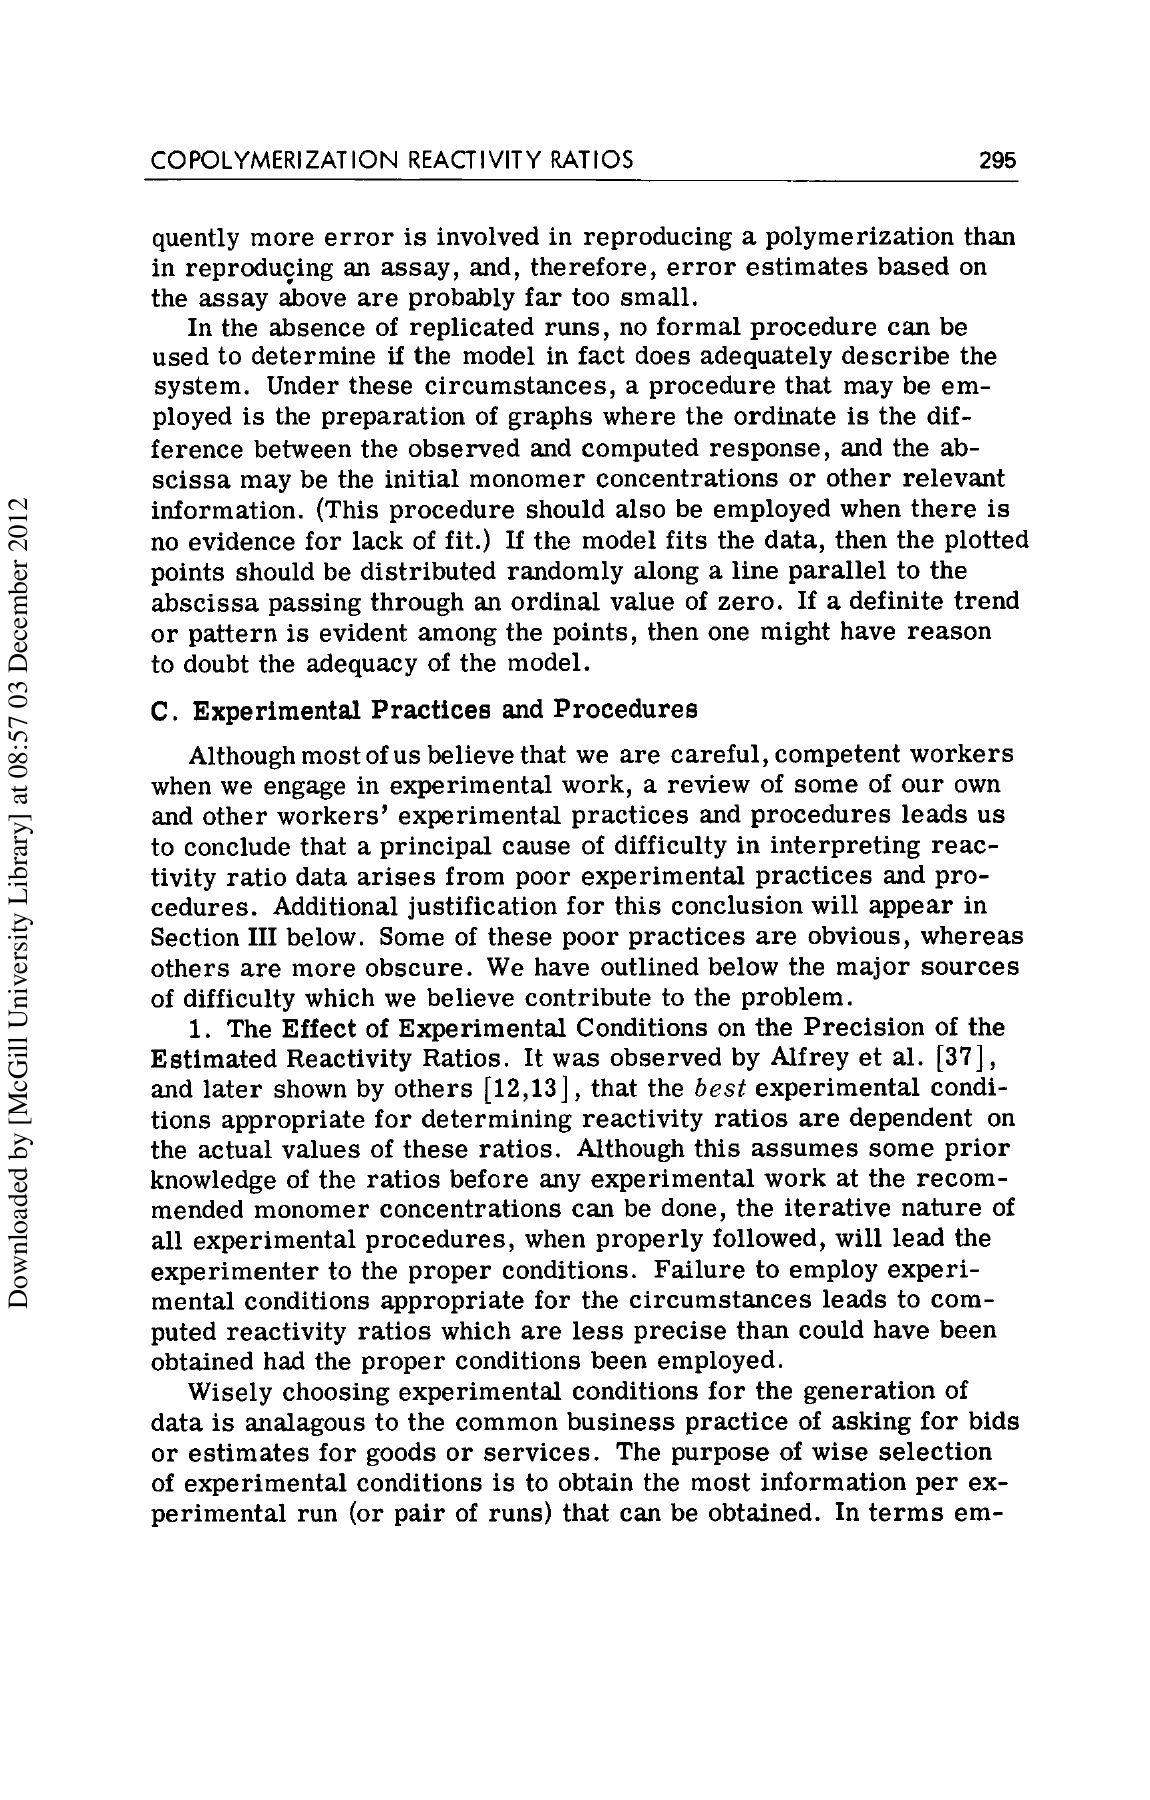 COPOLYMERIZATION REACTIVITY RATIOS 295
quently more error is involved in reproducing a polymerization than
in reproducing an assay, and, therefore, error estimates based on
the assay above are probably far too small.
In the absence of replicated runs, no formal procedure can be
used to determine if the model in fact does adequately describe the
system. Under these circumstances, a procedure that may be em-
ployed is the preparation of graphs where the ordinate is the dif-
ference between the observed and computed response, and the ab-
scissa may be the initial monomer concentrations or other relevant
information. (This procedure should also be employed when there is
no evidence for lack of fit.) If the model fits the data, then the plotted
points should be distributed randomly along a line parallel to the
abscissa passing through an ordinal value of zero. If a definite trend
or pattern is evident among the points, then one might have reason
to doubt the adequacy of the model.
C. Experimental Practices and Procedures
Although most of us believe that we are careful, competent workers
when we engage in experimental work, a review of some of our own
and other workers' experimental practices and procedures leads us
to conclude that a principal cause of difficulty in interpreting reac-
tivity ratio data arises from poor experimental practices and pro-
cedures. Additional justification for this conclusion will appear in
Section III below. Some of these poor practices are obvious, whereas
others are more obscure. We have outlined below the major sources
of difficulty which we believe contribute to the problem.
1. The Effect of Experimental Conditions on the Precision of the
Estimated Reactivity Ratios. It was observed by Alfrey et al. [37],
and later shown by others [12,13], that the best experimental condi-
tions appropriate for determining reactivity ratios are dependent on
the actual values of these ratios. Although this assumes some prior
knowledge of the ratios before any experimental work at the recom-
mended monomer concentrations can be done, the iterative nature of
all experimental procedures, when properly followed, will lead the
experimenter to the proper conditions. Failure to employ experi-
mental conditions appropriate for the circumstances leads to com-
puted reactivity ratios which are less precise than could have been
obtained had the proper conditions been employed.
Wisely choosing experimental conditions for the generation of
data is analagous to the common business practice of asking for bids
or estimates for goods or services. The purpose of wise selection
of experimental conditions is to obtain the most information per ex-
perimental run (or pair of runs) that can be obtained. In terms em-
Downloaded by [McGill University Library] at 08:57 03 December 2012